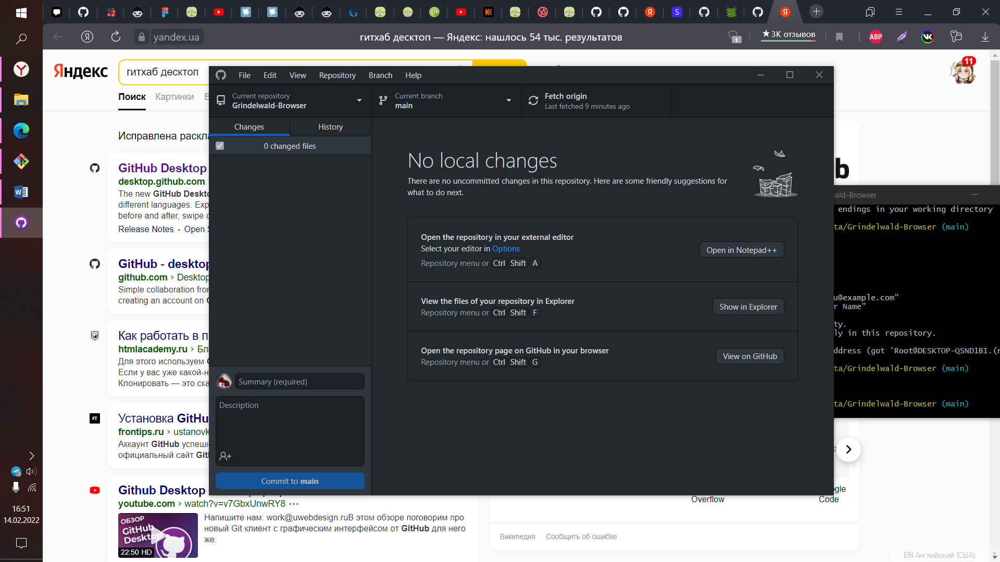 yandex.ua
гитхаб десктоп — Яндекс: нашлось 54 тыс. результатов
1
★ 3K отзывов
ABP
Яндекс
гитхаб десктоп
11
Поиск
Картинки
Исправлена раскла
GitHub Desktop
desktop.github.com
The new GitHub Deskto
different languages. Exp
before and after, swipe
Release Notes · Open
GitHub - desktop
github.com › Desktop
Simple collaboration fro
creating an account on
Как работать в п
htmlacademy.ru › Бл
Для этого используем
Если у вас уже какой-н
Клонировать — это ска
FT
Установка GitHu
frontips.ru › ustanovk
Аккаунт GitHub успешн
официальный сайт Git
Github Desktop
youtube.com › watch?v=v7GbxUnwRY8
ОБЗОР
GitHub
Desktop
22:50 HD
Напишите нам: work@uwebdesign.ruВ этом обзоре поговорим про
новый Git клиент с графическим интерфейсом от GitHub для него
же.
File
Edit
View
Repository
Branch
Help
Current repository
Grindelwald-Browser
Current branch
main
Fetch origin
Last fetched 9 minutes ago
Changes
History
0 changed files
No local changes
There are no uncommitted changes in this repository. Here are some friendly suggestions for
what to do next.
Open the repository in your external editor
Select your editor in Options
Repository menu or Ctrl Shift A
Open in Notepad++
View the files of your repository in Explorer
Repository menu or Ctrl Shift F
Show in Explorer
Open the repository page on GitHub in your browser
Repository menu or Ctrl Shift G
View on GitHub
Summary (required)
Description
Commit to main
b
ald-Browser
endings in your working directory
ta/Grindelwald-Browser (main)
u@example.com"
r Name"
ty.
ly in this repository.
ddress (got 'Root@DESKTOP-QSND1BI.(n
ta/Grindelwald-Browser (main)
ta/Grindelwald-Browser (main)
Overflow
gle
Code
Википедия
Сообщить об ошибке
EN Английский (США)
16:51
14.02.2022